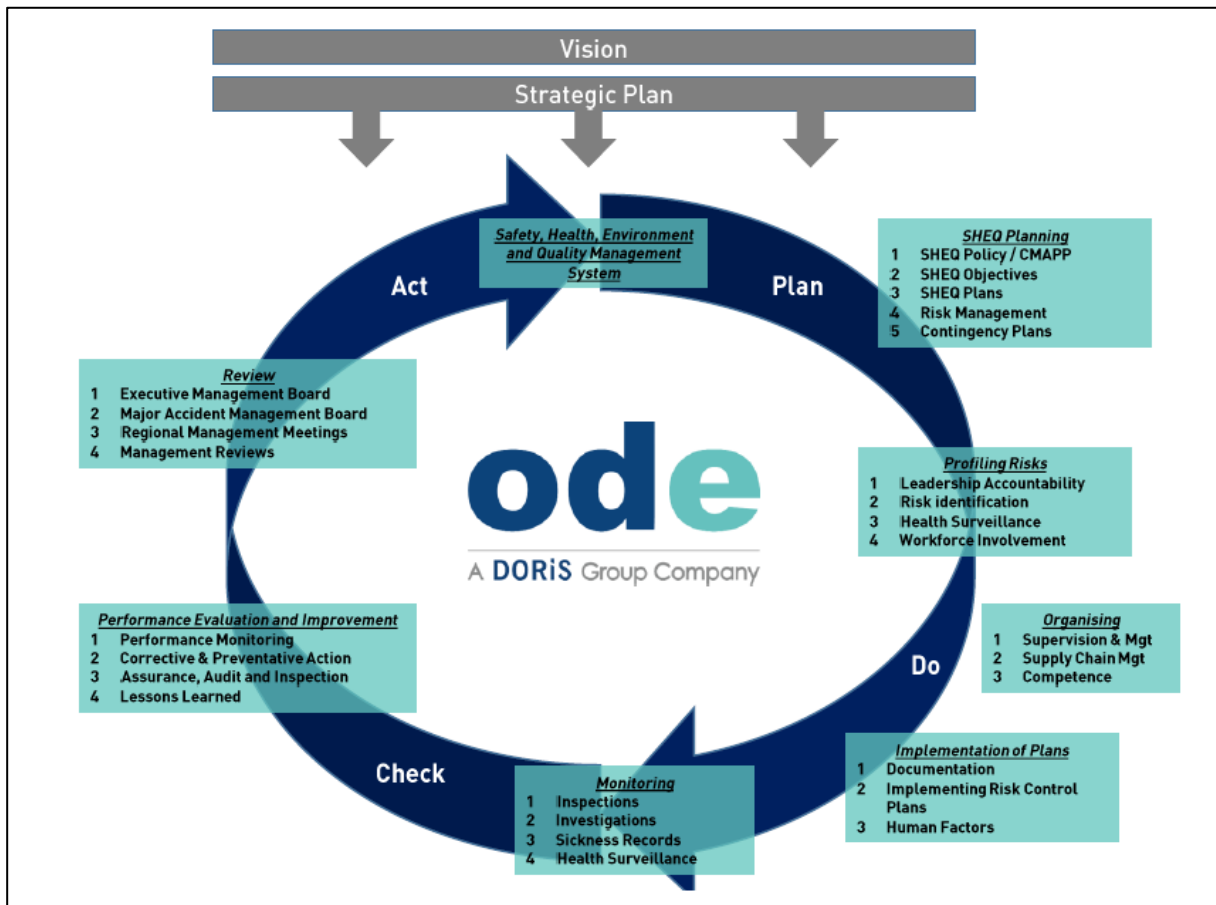 Vision
Strategic Plan
Safety, Health, Environment
and Quality Management
System
Act
Plan
SHEQ Planning
1 SHEQ Policy / CMAPP
2 SHEQ Objectives
3 SHEQ Plans
4 Risk Management
5 Contingency Plans
Review
1 Executive Management Board
2 Major Accident Management Board
3 Regional Management Meetings
4 Management Reviews
ode
A DORiS Group Company
Profiling Risks
1 Leadership Accountability
2 Risk identification
3 Health Surveillance
4 Workforce Involvement
Performance Evaluation and Improvement
1 Performance Monitoring
2 Corrective & Preventative Action
3 Assurance, Audit and Inspection
4 Lessons Learned
Organising
1 Supervision & Mgt
2 Supply Chain Mgt
3 Competence
Do
Implementation of Plans
1 Documentation
2 Implementing Risk Control
Plans
3 Human Factors
Check
Monitoring
1 Inspections
2 Investigations
3 Sickness Records
4 Health Surveillance